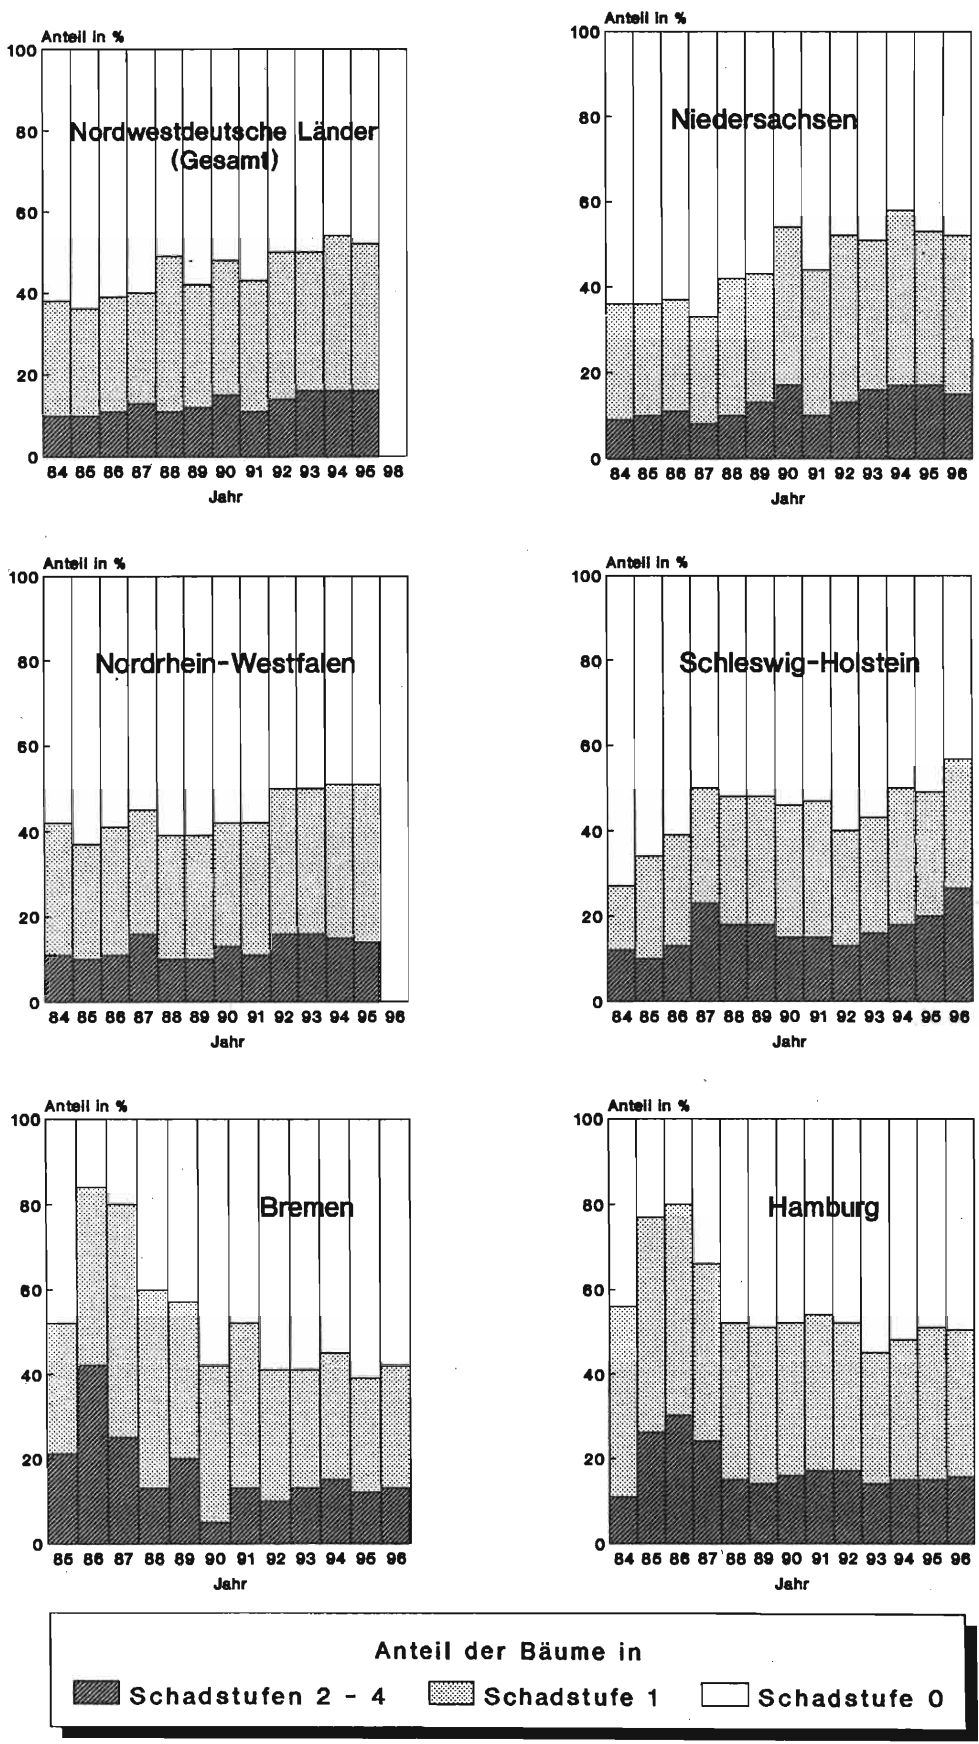 Anteil in %
100
80
Nordwestdeutsche Länder
(Gesamt)
60
40
20
0
84 85 86 87 88 89 90 91 92 93 94 95 96
Jahr
Anteil in %
100
80
Niedersachsen
60
40
20
0
84 85 86 87 88 89 90 91 92 93 94 95 96
Jahr
Anteil in %
100
80
Nordrhein-Westfalen
60
40
20
0
84 85 86 87 88 89 90 91 92 93 94 95 96
Jahr
Anteil in %
100
80
Schleswig-Holstein
60
40
20
0
84 85 86 87 88 89 90 91 92 93 94 95 96
Jahr
Anteil in %
100
80
Bremen
60
40
20
0
85 86 87 88 89 90 91 92 93 94 95 96
Jahr
Anteil in %
100
80
Hamburg
60
40
20
0
84 85 86 87 88 89 90 91 92 93 94 95 96
Jahr
Anteil der Bäume in
Schadstufen 2 - 4
Schadstufe 1
Schadstufe 0